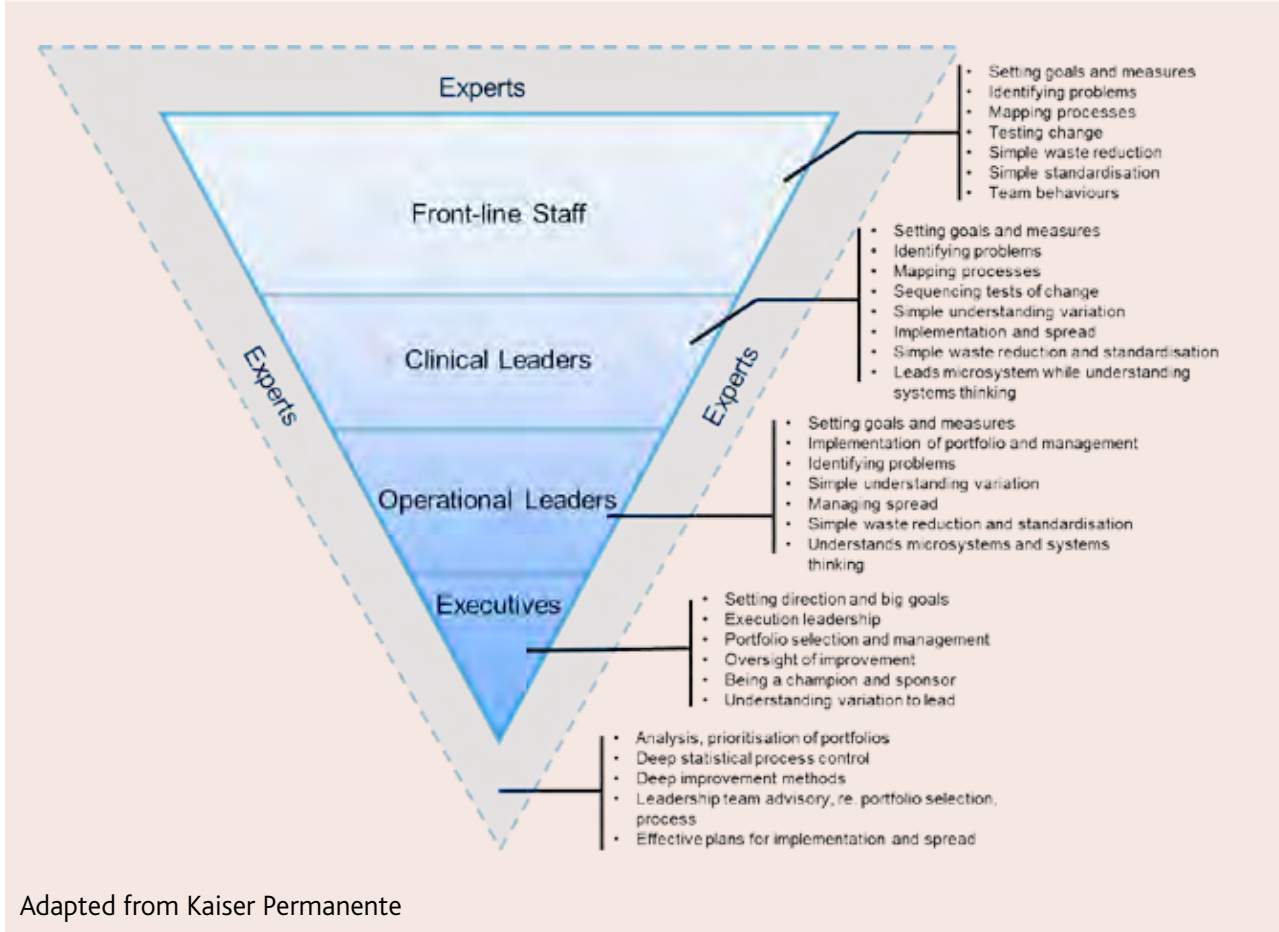 Experts
Front-line Staff
Clinical Leaders
Operational Leaders
Executives
Experts
Experts
• Setting goals and measures
• Identifying problems
• Mapping processes
• Testing change
• Simple waste reduction
• Simple standardisation
• Team behaviours
• Setting goals and measures
• Identifying problems
• Mapping processes
• Sequencing tests of change
• Simple understanding variation
• Implementation and spread
• Simple waste reduction and standardisation
• Leads microsystem while understanding
systems thinking
• Setting goals and measures
• Implementation of portfolio and management
• Identifying problems
• Simple understanding variation
• Managing spread
• Simple waste reduction and standardisation
• Understands microsystems and systems
thinking
• Setting direction and big goals
• Execution leadership
• Portfolio selection and management
• Oversight of improvement
• Being a champion and sponsor
• Understanding variation to lead
• Analysis, prioritisation of portfolios
• Deep statistical process control
• Deep improvement methods
• Leadership team advisory, re. portfolio selection,
process
• Effective plans for implementation and spread
Adapted from Kaiser Permanente